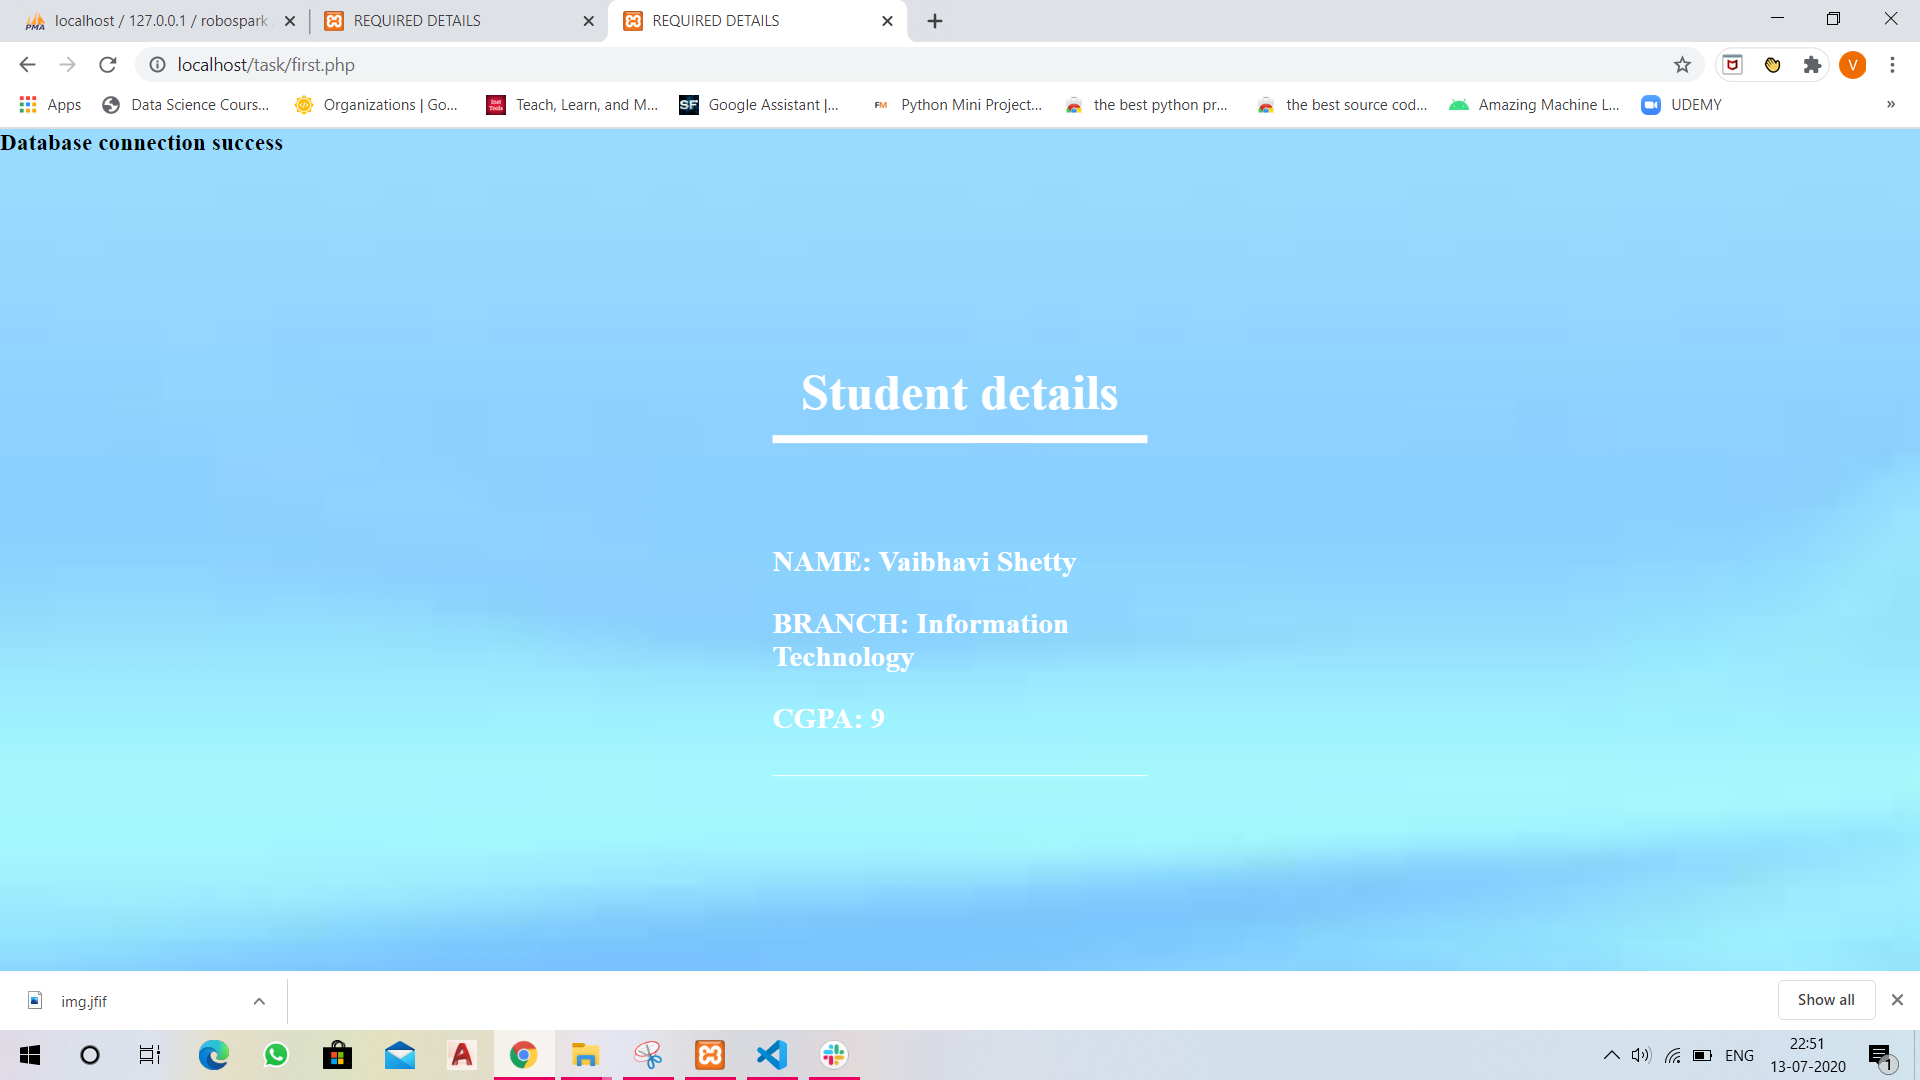 localhost / 127.0.0.1 / robospark
REQUIRED DETAILS
REQUIRED DETAILS
localhost/task/first.php
V
Apps
Data Science Cours...
Organizations | Go...
Teach, Learn, and M...
SF
Google Assistant |...
FM
Python Mini Project...
the best python pr...
the best source cod...
Amazing Machine L...
UDEMY
»
Database connection success
Student details
NAME: Vaibhavi Shetty
BRANCH: Information
Technology
CGPA: 9
img.jfif
Show all
ENG
22:51
13-07-2020
1